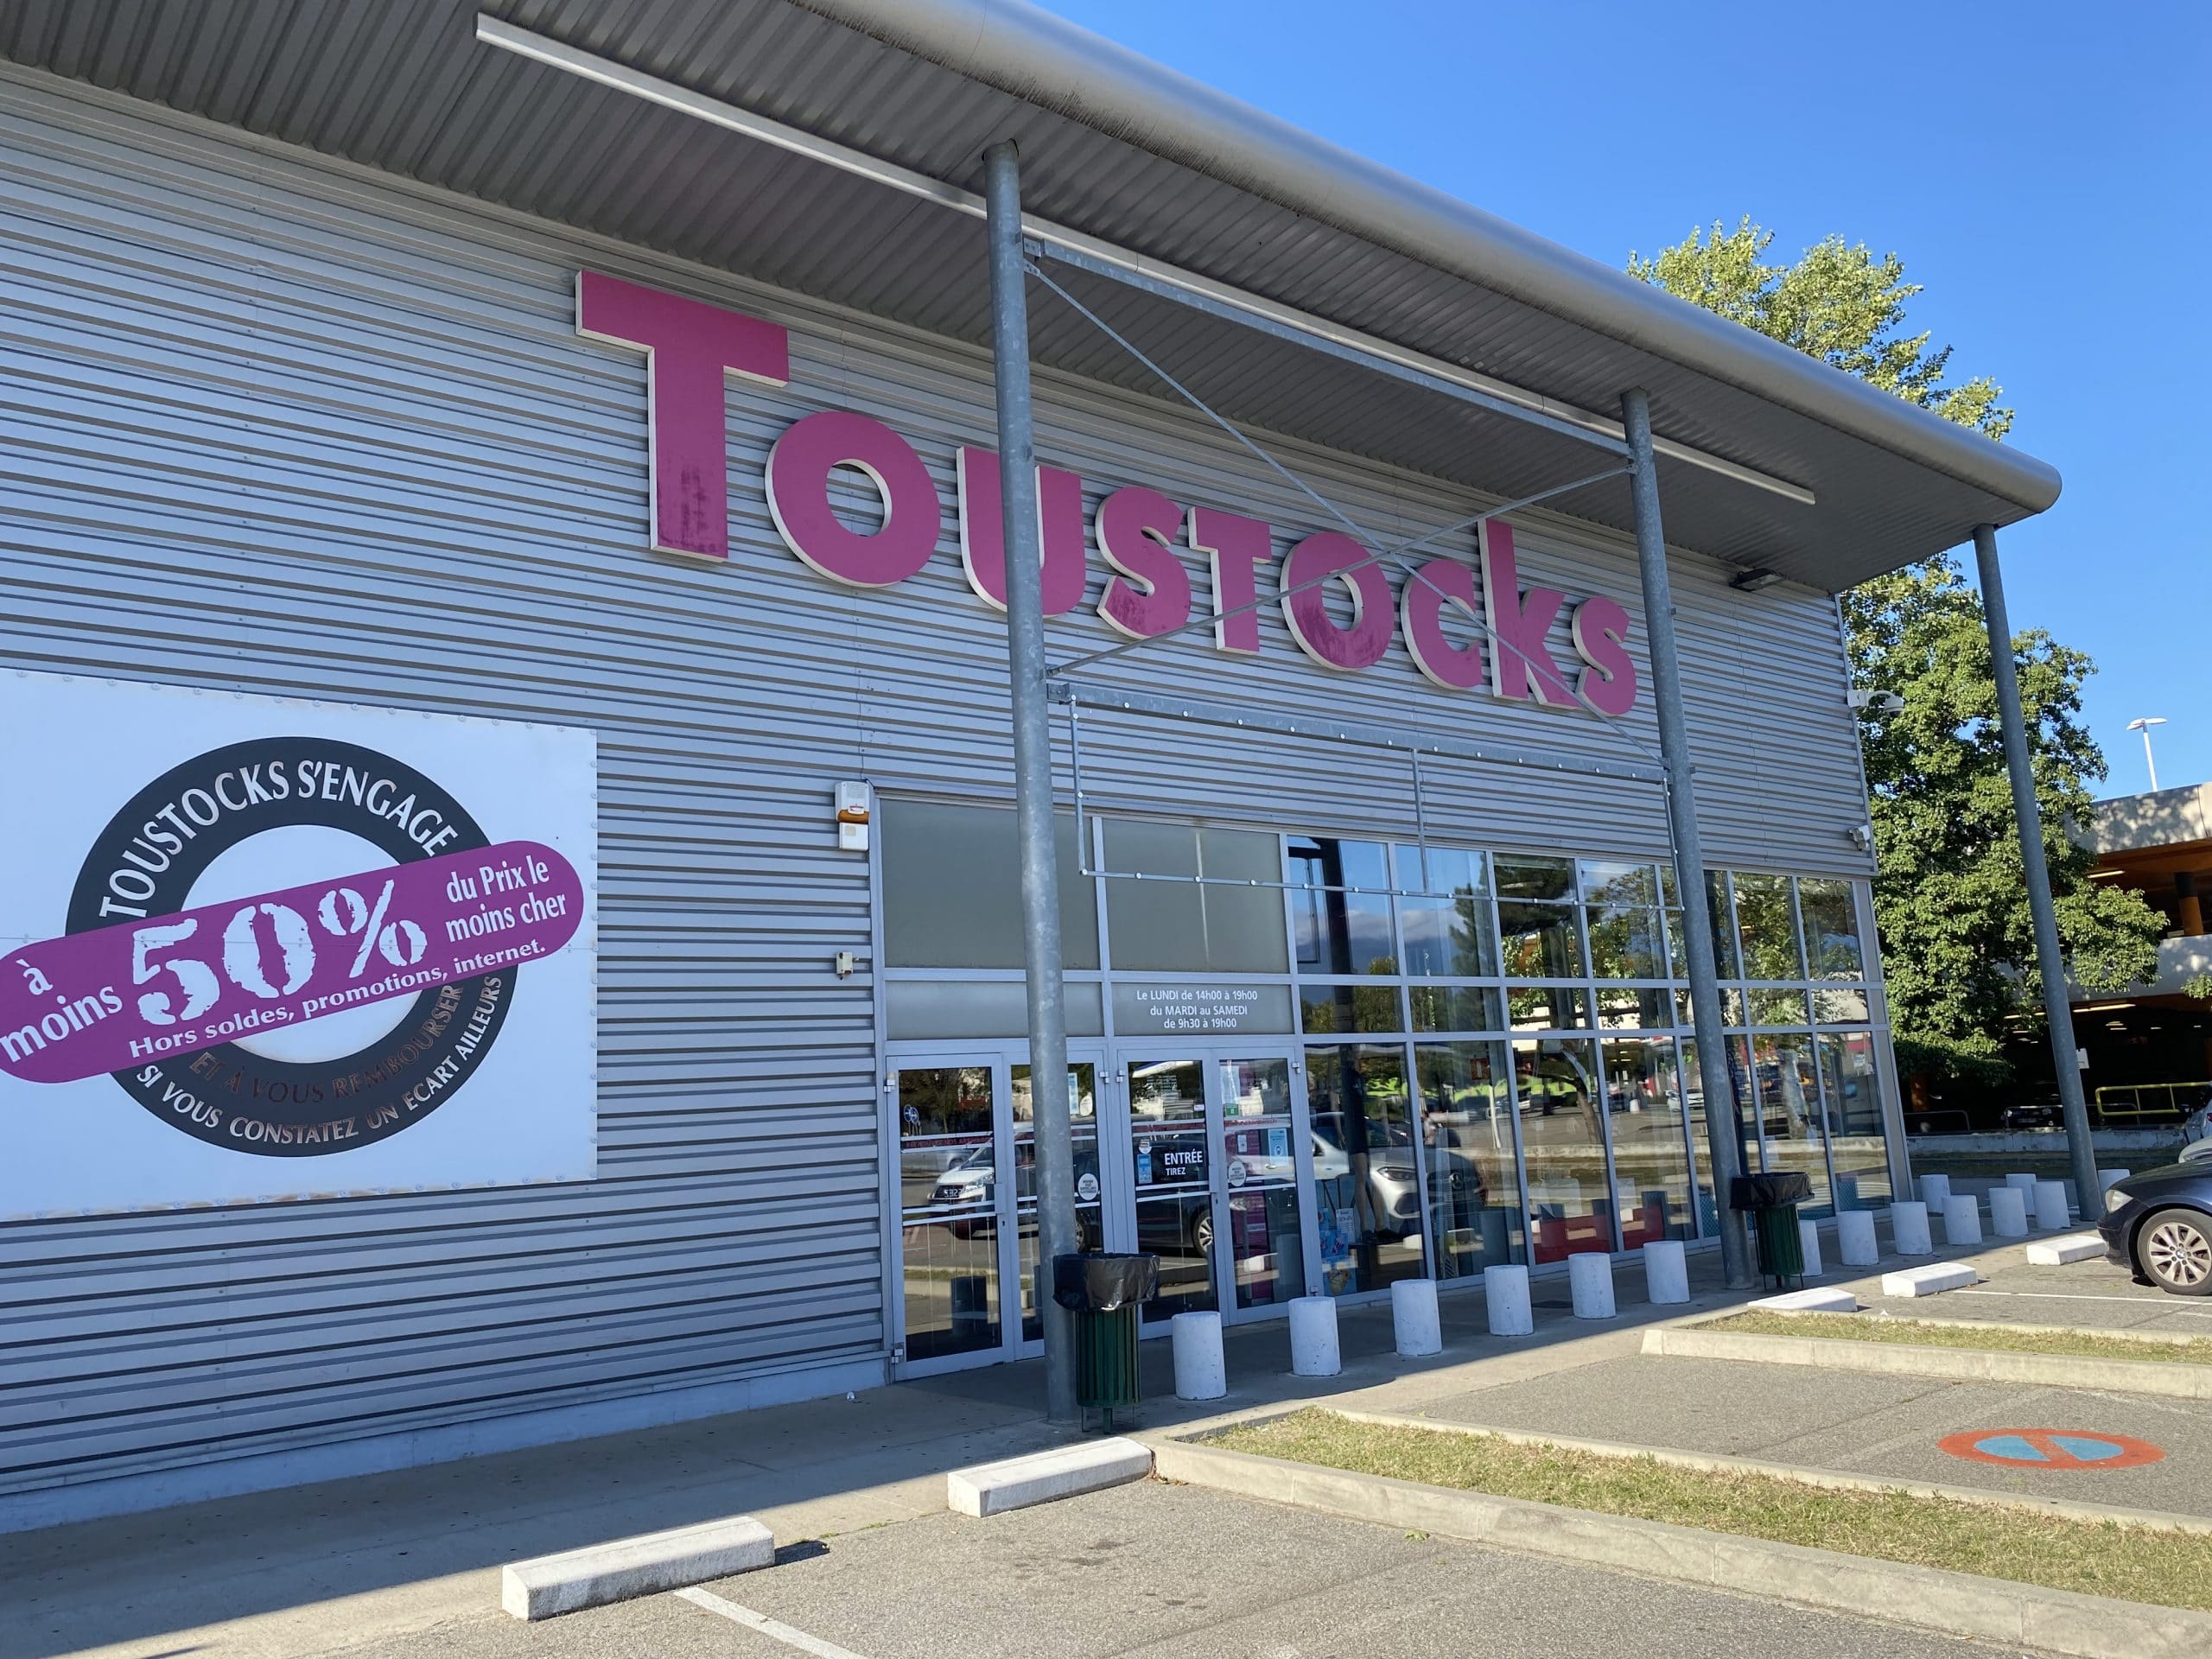 Toustocks
TOUSTOCKS S'ENGAGE
à
moins
50%
du Prix le
moins cher
Hors soldes, promotions, internet.
ET À VOUS REMBOURSER
SI VOUS CONSTATEZ UN ECART AILLEURS
Le LUNDI de 14h00 à 19h00
du MARDI au SAMEDI
de 9h30 à 19h00
ENTRÉE
TIREZ